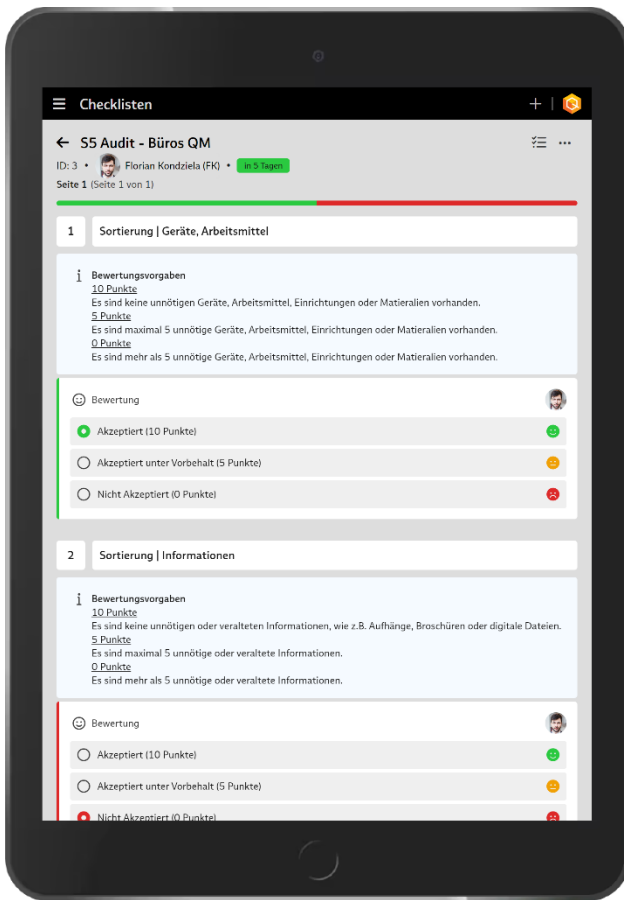 Checklisten
S5 Audit - Büros QM
ID: 3 • Florian Kondziela (FK) • in 5 Tagen
Seite 1 (Seite 1 von 1)
1 Sortierung | Geräte, Arbeitsmittel
Bewertungsvorgaben
10 Punkte
Es sind keine unnötigen Geräte, Arbeitsmittel, Einrichtungen oder Matieralien vorhanden.
5 Punkte
Es sind maximal 5 unnötige Geräte, Arbeitsmittel, Einrichtungen oder Matieralien vorhanden.
0 Punkte
Es sind mehr als 5 unnötige Geräte, Arbeitsmittel, Einrichtungen oder Matieralien vorhanden.
Bewertung
Akzeptiert (10 Punkte)
Akzeptiert unter Vorbehalt (5 Punkte)
Nicht Akzeptiert (0 Punkte)
2 Sortierung | Informationen
Bewertungsvorgaben
10 Punkte
Es sind keine unnötigen oder veralteten Informationen, wie z.B. Aufhänge, Broschüren oder digitale Dateien.
5 Punkte
Es sind maximal 5 unnötige oder veraltete Informationen.
0 Punkte
Es sind mehr als 5 unnötige oder veraltete Informationen.
Bewertung
Akzeptiert (10 Punkte)
Akzeptiert unter Vorbehalt (5 Punkte)
Nicht Akzeptiert (0 Punkte)